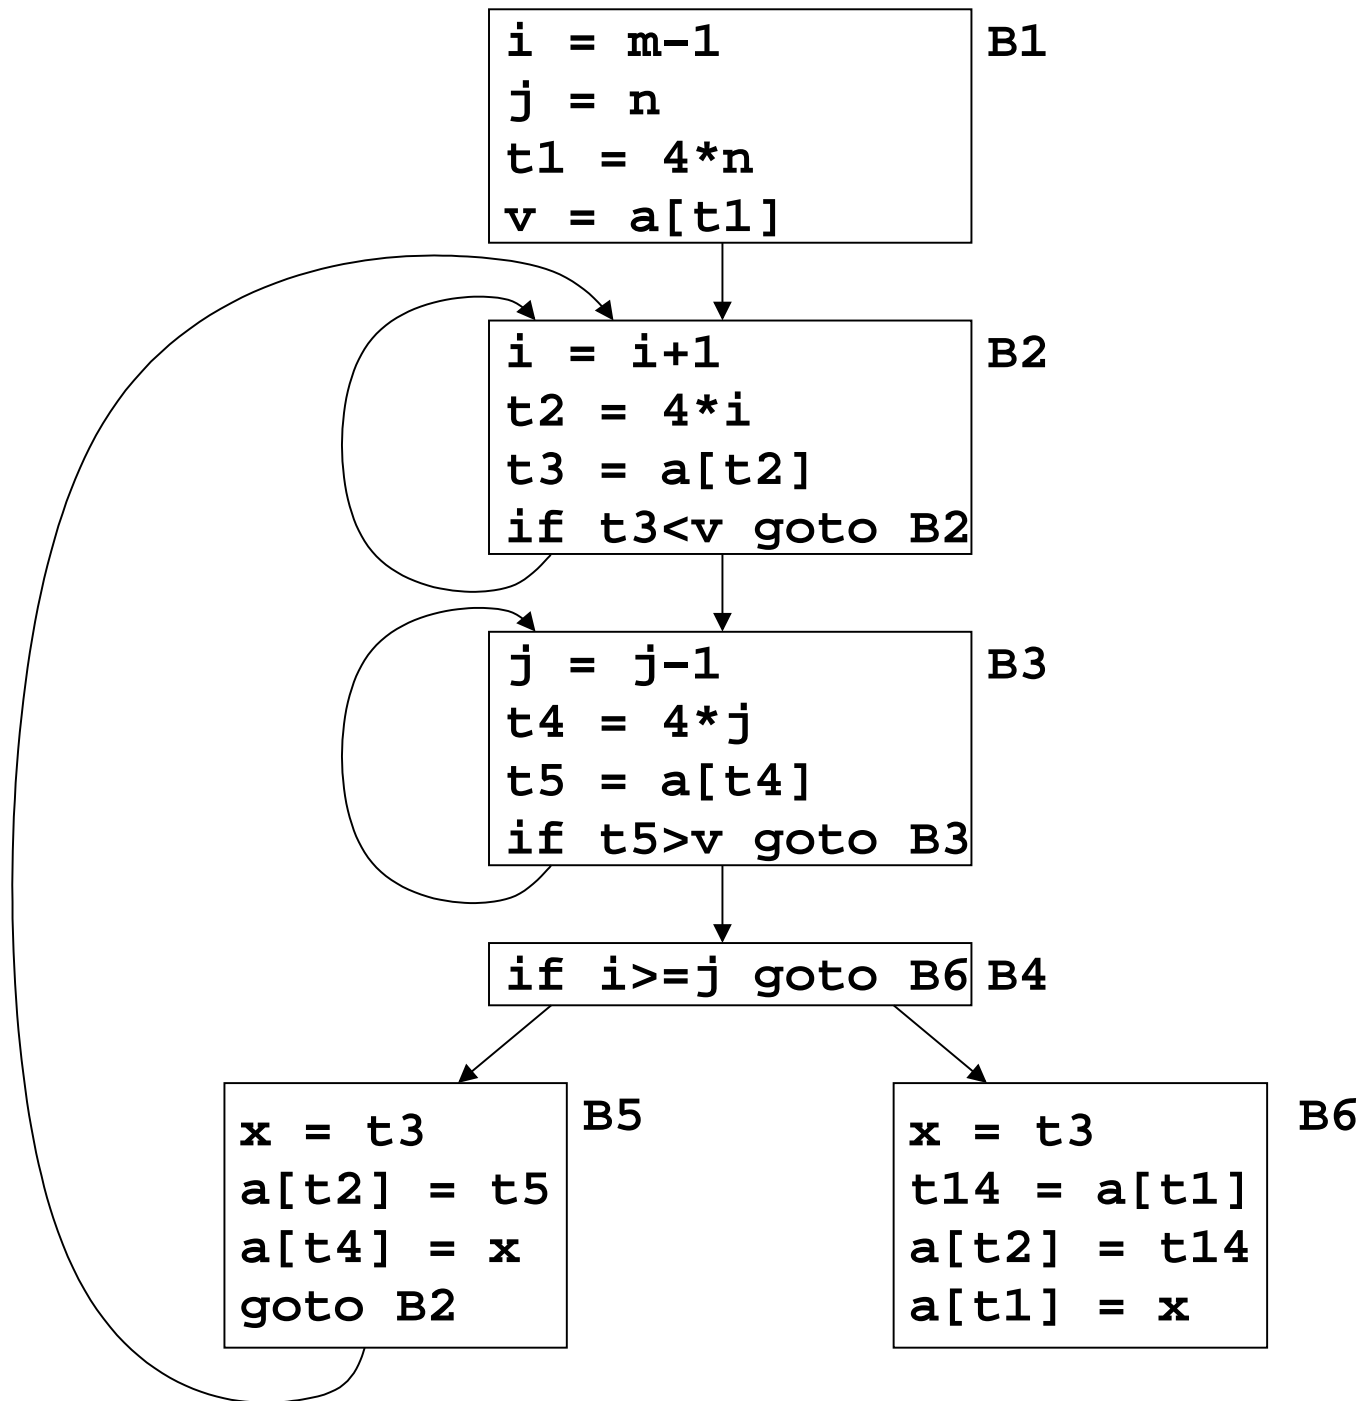 i = m-1
B1
j = n
t1 = 4*n
v = a[t1]
i = i+1
B2
t2 = 4*i
t3 = a[t2]
if t3<v goto B2
j = j-1
B3
t4 = 4*j
t5 = a[t4]
if t5>v goto B3
if i>=j goto B6
B4
B5
x = t3
a[t2] = t5
a[t4] = x
goto B2
B6
x = t3
t14 = a[t1]
a[t2] = t14
a[t1] = x